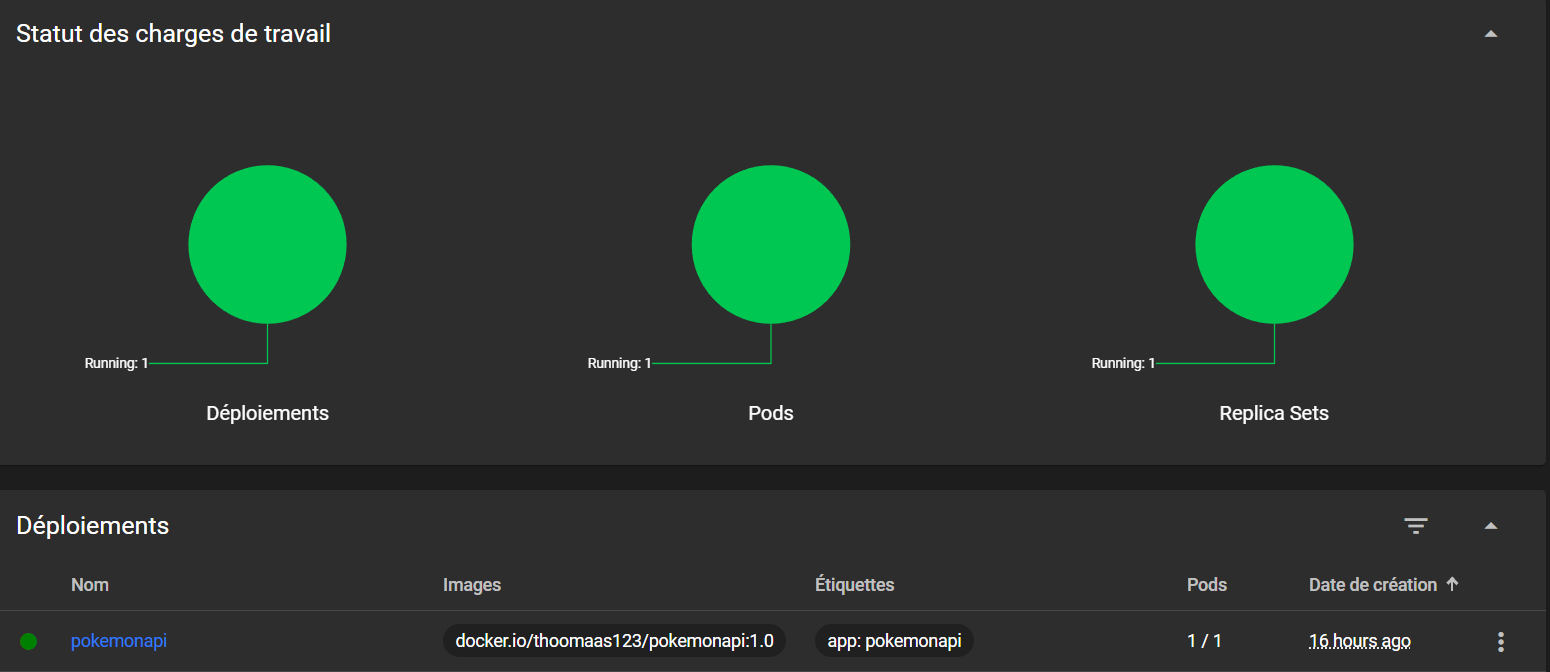 Statut des charges de travail
Running: 1 Running: 1 Running: 1
Déploiements Pods Replica Sets
Déploiements
Nom Images Étiquettes Pods Date de création
pokemonapi docker.io/thoomaas123/pokemonapi:1.0 app: pokemonapi 1 / 1 16 hours ago